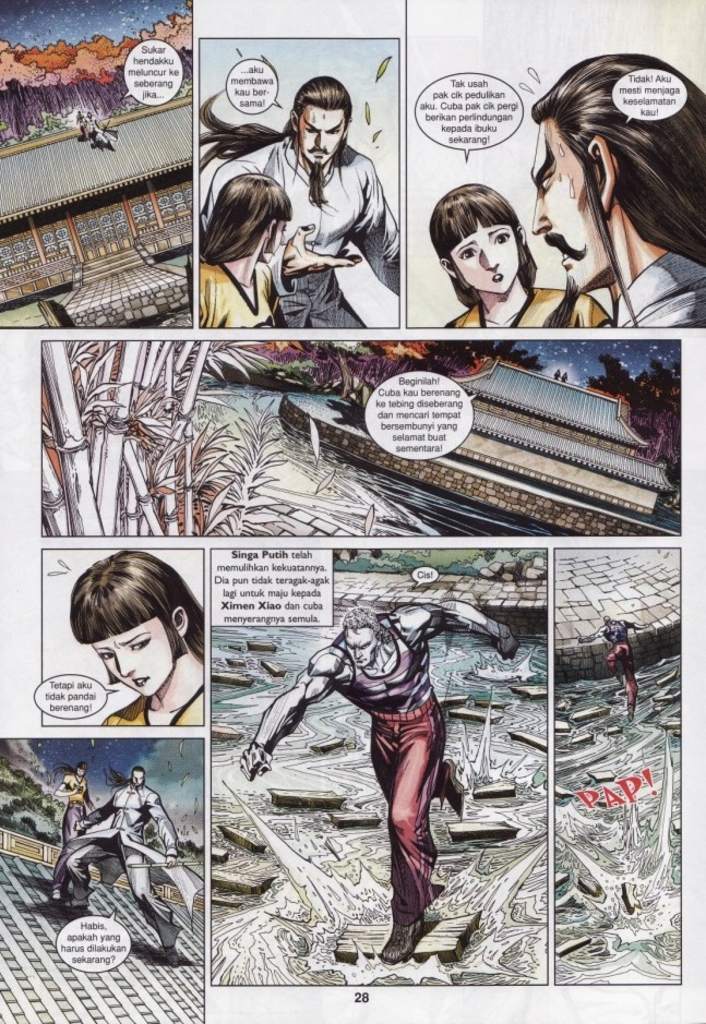 Sukar
hendakku
meluncur ke
seberang
jika...
...aku
membawa
kau ber-
sama!
Tak usah
pak cik pedulikan
aku. Cuba pak cik pergi
berikan perlindungan
kepada ibuku
sekarang!
Tidak! Aku
mesti menjaga
keselamatan
kau!
Beginilah!
Cuba kau berenang
ke tebing diseberang
dan mencari tempat
bersembunyi yang
selamat buat
sementara!
Tetapi aku
tidak pandai
berenang!
Singa Putih telah
memulihkan kekuatannya.
Dia pun tidak teragak-agak
lagi untuk maju kepada
Ximen Xiao dan cuba
menyerangnya semula.
Cis!
PAP!
Habis,
apakah yang
harus dilakukan
sekarang?
28